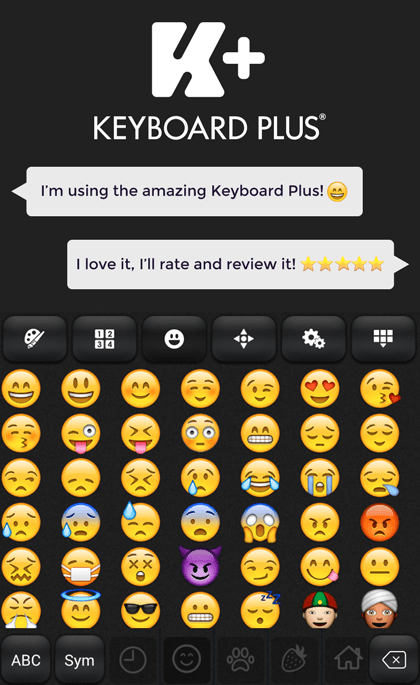 K+
KEYBOARD PLUS®
I'm using the amazing Keyboard Plus! 😄
I love it, I'll rate and review it! ⭐⭐⭐⭐⭐
1 2
3 4
ABC Sym